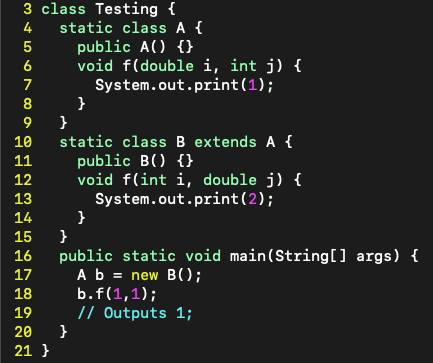 3 class Testing {
4   static class A {
5     public A() {}
6     void f(double i, int j) {
7       System.out.print(1);
8     }
9   }
10   static class B extends A {
11     public B() {}
12     void f(int i, double j) {
13       System.out.print(2);
14     }
15   }
16   public static void main(String[] args) {
17     A b = new B();
18     b.f(1,1);
19     // Outputs 1;
20   }
21 }